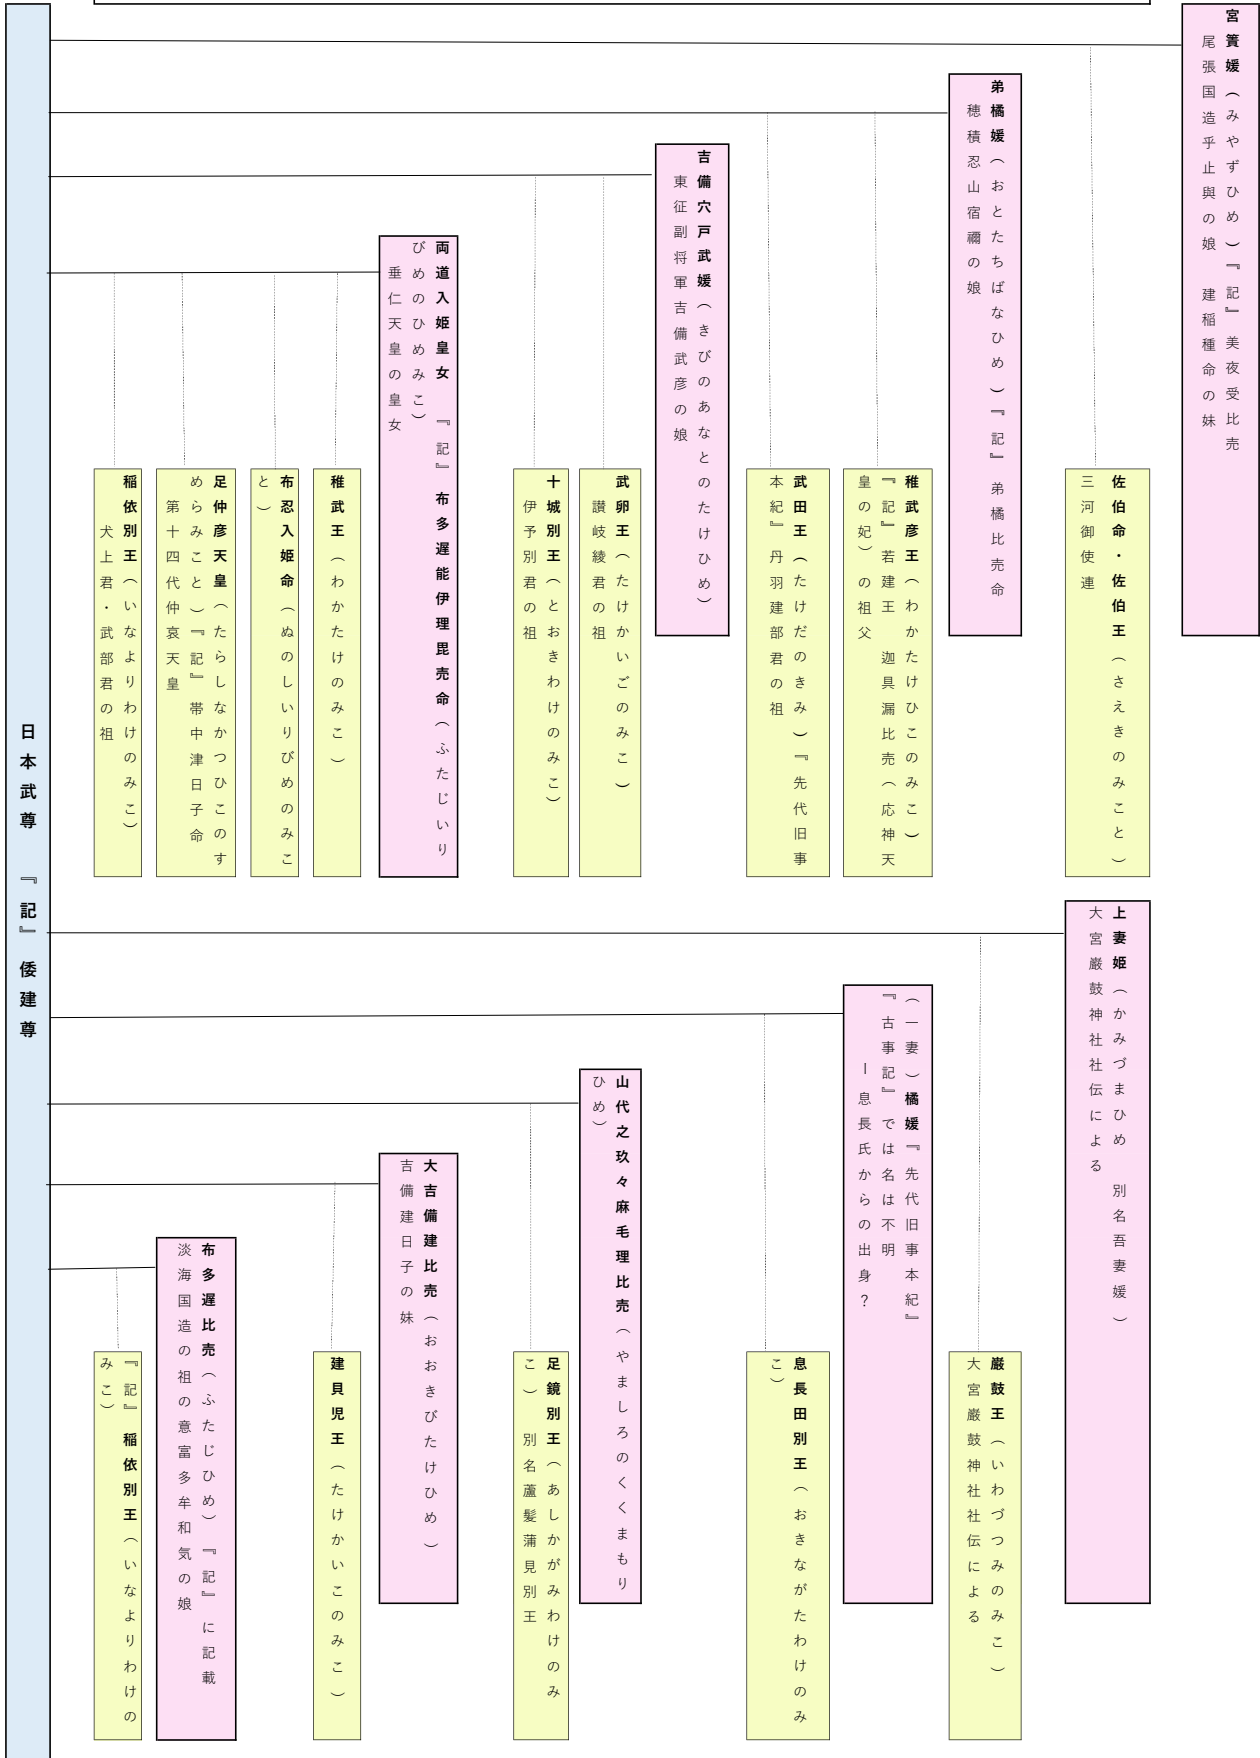 宮簀媛（みやずひめ）『記』美夜受比売
尾張国造乎止與の娘　建稲種命の妹
弟橘媛（おとたちばなひめ）『記』弟橘比売命
穂積忍山宿禰の娘
吉備穴戸武媛（きびのあなとのたけひめ）
東征副将軍吉備武彦の娘
両道入姫皇女　『記』布多遅能伊理毘売命（ふたじいり
びめのひめみこ）
垂仁天皇の皇女
佐伯命・佐伯王（さえきのみこと）
三河御使連
稚武彦王（わかたけひこのみこ）
『記』若建王　迦具漏比売（応神天
皇の妃）の祖父
武田王（たけだのきみ）『先代旧事
本紀』丹羽建部君の祖
武卵王（たけかいごのみこ）
讃岐綾君の祖
十城別王（とおきわけのみこ）
伊予別君の祖
稚武王（わかたけのみこ）
布忍入姫命（ぬのしいりびめのみこ
と）
足仲彦天皇（たらしなかつひこのす
めらみこと）『記』帯中津日子命
第十四代仲哀天皇
稲依別王（いなよりわけのみこ）
犬上君・武部君の祖
日本武尊　『記』倭建尊
上妻姫（かみづまひめ　別名吾妻媛）
大宮巌鼓神社社伝による
（一妻）橘媛『先代旧事本紀』
『古事記』では名は不明
ー息長氏からの出身？
山代之玖々麻毛理比売（やましろのくくまもり
ひめ）
大吉備建比売（おおきびたけひめ）
吉備建日子の妹
布多遅比売（ふたじひめ）『記』に記載
淡海国造の祖の意富多牟和気の娘
巌鼓王（いわづつみのみこ）
大宮巌鼓神社社伝による
息長田別王（おきながたわけのみ
こ）
足鏡別王（あしかがみわけのみ
こ）別名蘆髪蒲見別王
建貝児王（たけかいこのみこ）
『記』稲依別王（いなよりわけの
みこ）